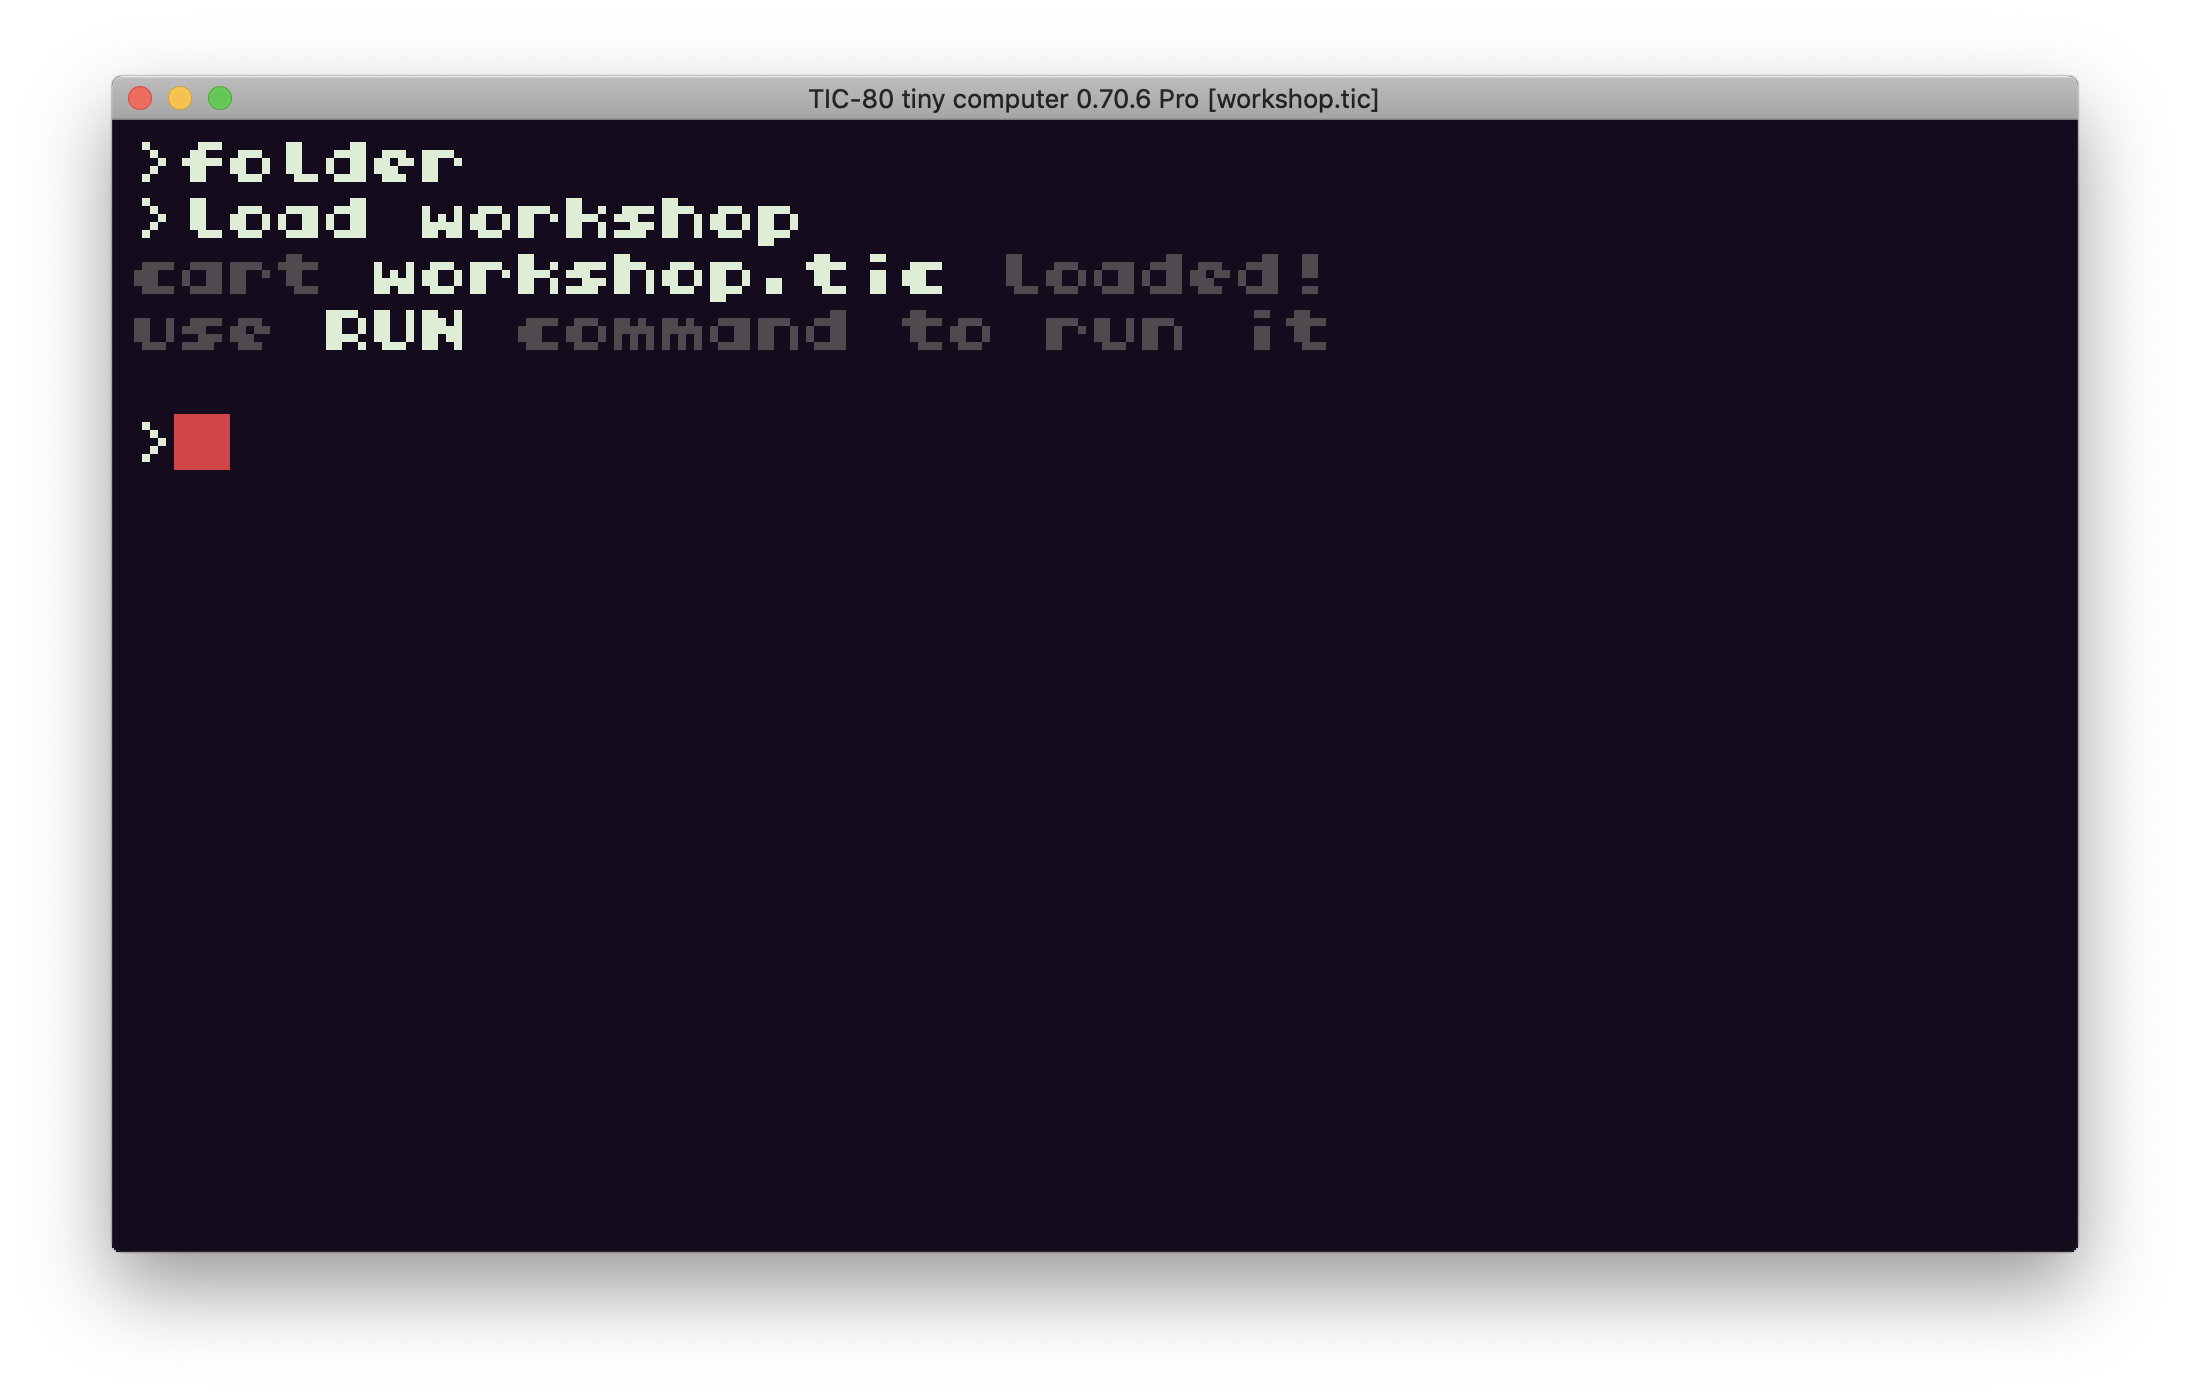 TIC-80 tiny computer 0.70.6 Pro [workshop.tic]
>folder
>load workshop
cart workshop.tic loaded!
use RUN command to run it
>